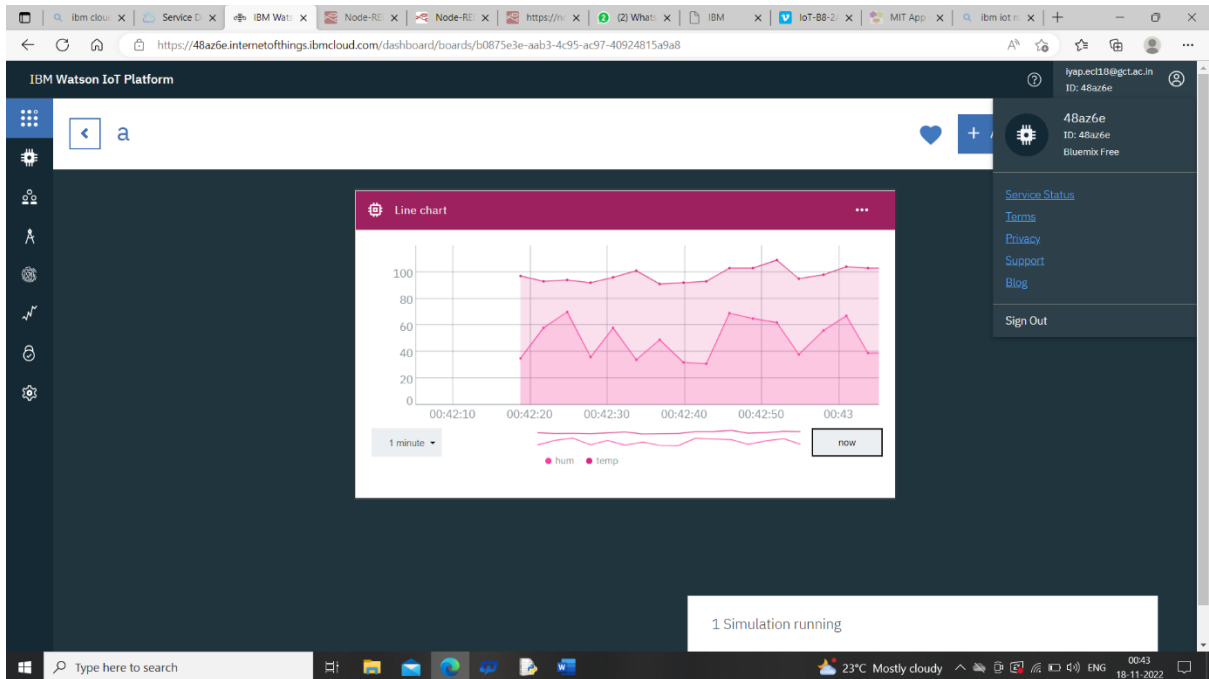 ibm clou
Service D
IBM Wats
Node-RE
Node-RE
https://n
(2) Whats
IBM
IoT-B8-2
MIT App
ibm iot n
https://48az6e.internetofthings.ibmcloud.com/dashboard/boards/b0875e3e-aab3-4c95-ac97-40924815a9a8
IBM Watson IoT Platform
iyap.ecl18@gct.ac.in
ID: 48az6e
a
48az6e
ID: 48az6e
Bluemix Free
Service Status
Terms
Privacy
Support
Blog
Sign Out
Line chart
100
80
60
40
20
0
00:42:10 00:42:20 00:42:30 00:42:40 00:42:50 00:43
1 minute
now
hum temp
1 Simulation running
Type here to search
23°C Mostly cloudy
ENG
00:43
18-11-2022